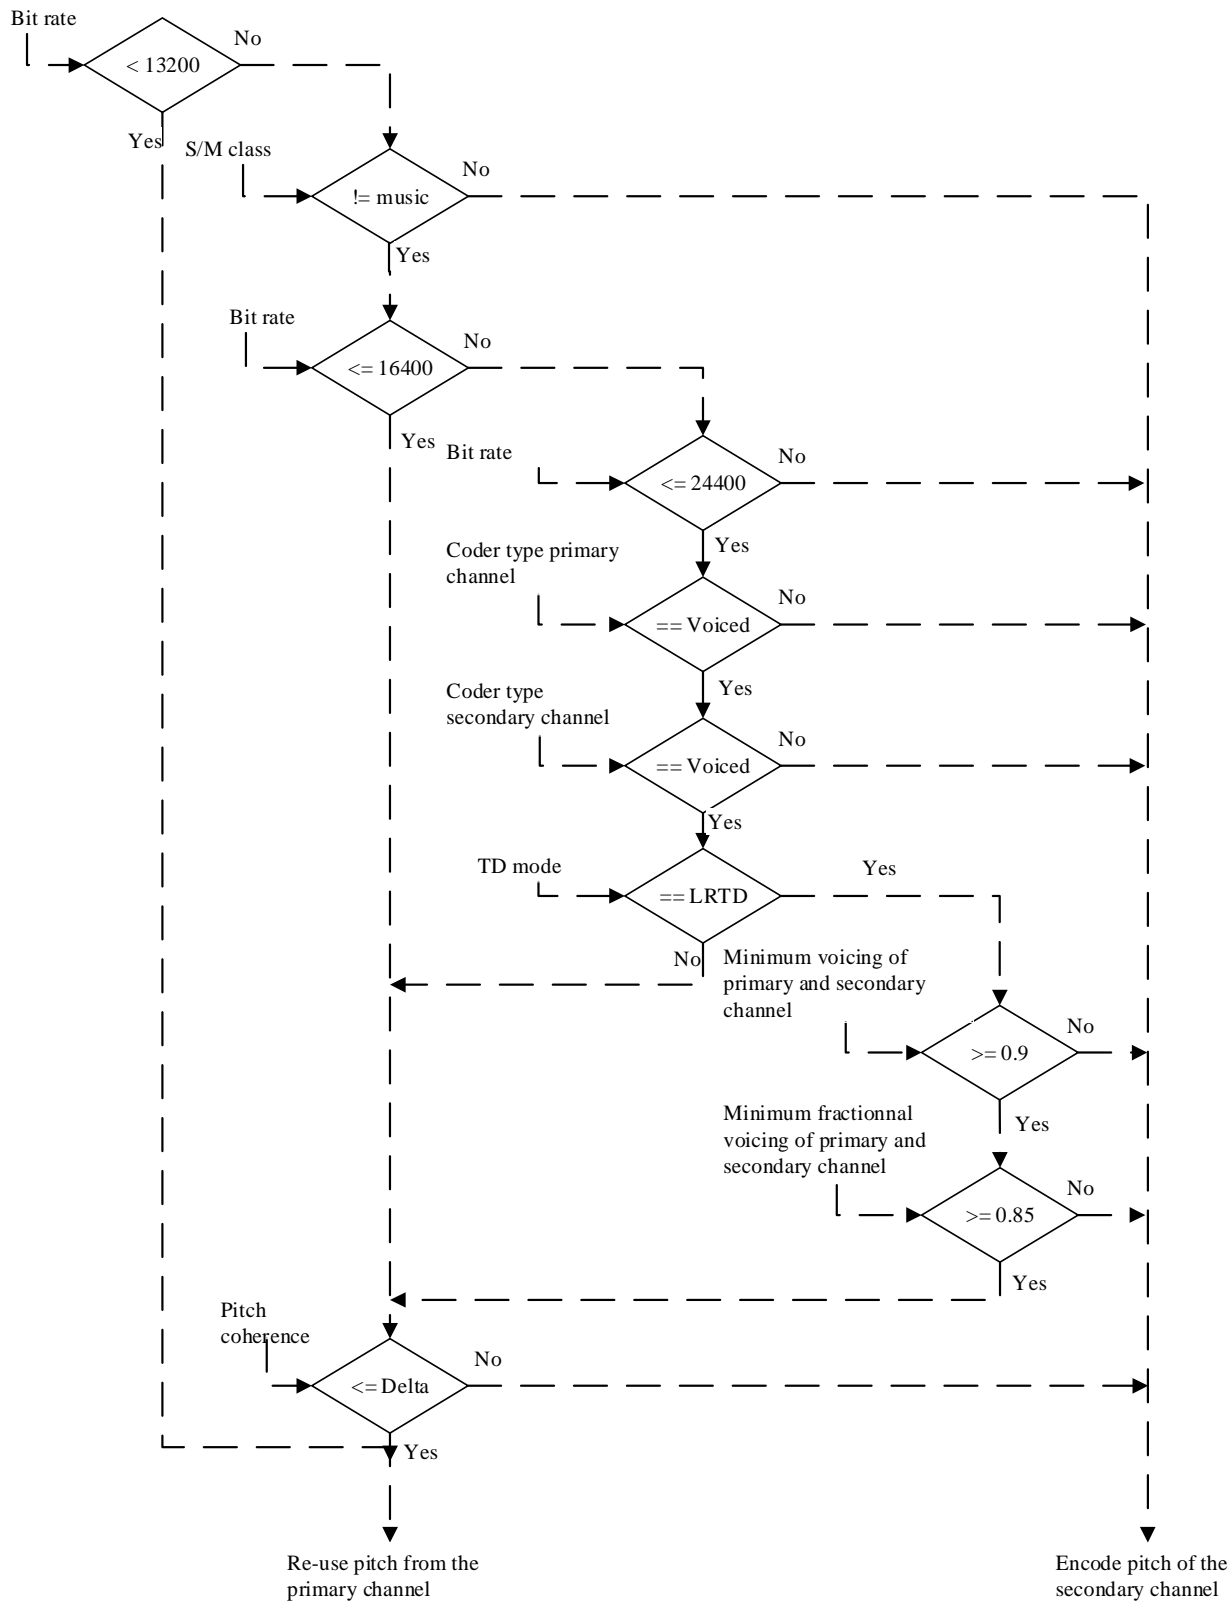 Bit rate
No
< 13200
Yes
S/M class
No
!= music
Yes
Bit rate
No
<= 16400
Yes
Bit rate
No
<= 24400
Yes
Coder type primary
channel
No
== Voiced
Yes
Coder type
secondary channel
No
== Voiced
Yes
TD mode
Yes
== LRTD
No
Minimum voicing of
primary and secondary
channel
No
>= 0.9
Yes
Minimum fractionnal
voicing of primary and
secondary channel
No
>= 0.85
Yes
Pitch
coherence
No
<= Delta
Yes
Re-use pitch from the
primary channel
Encode pitch of the
secondary channel